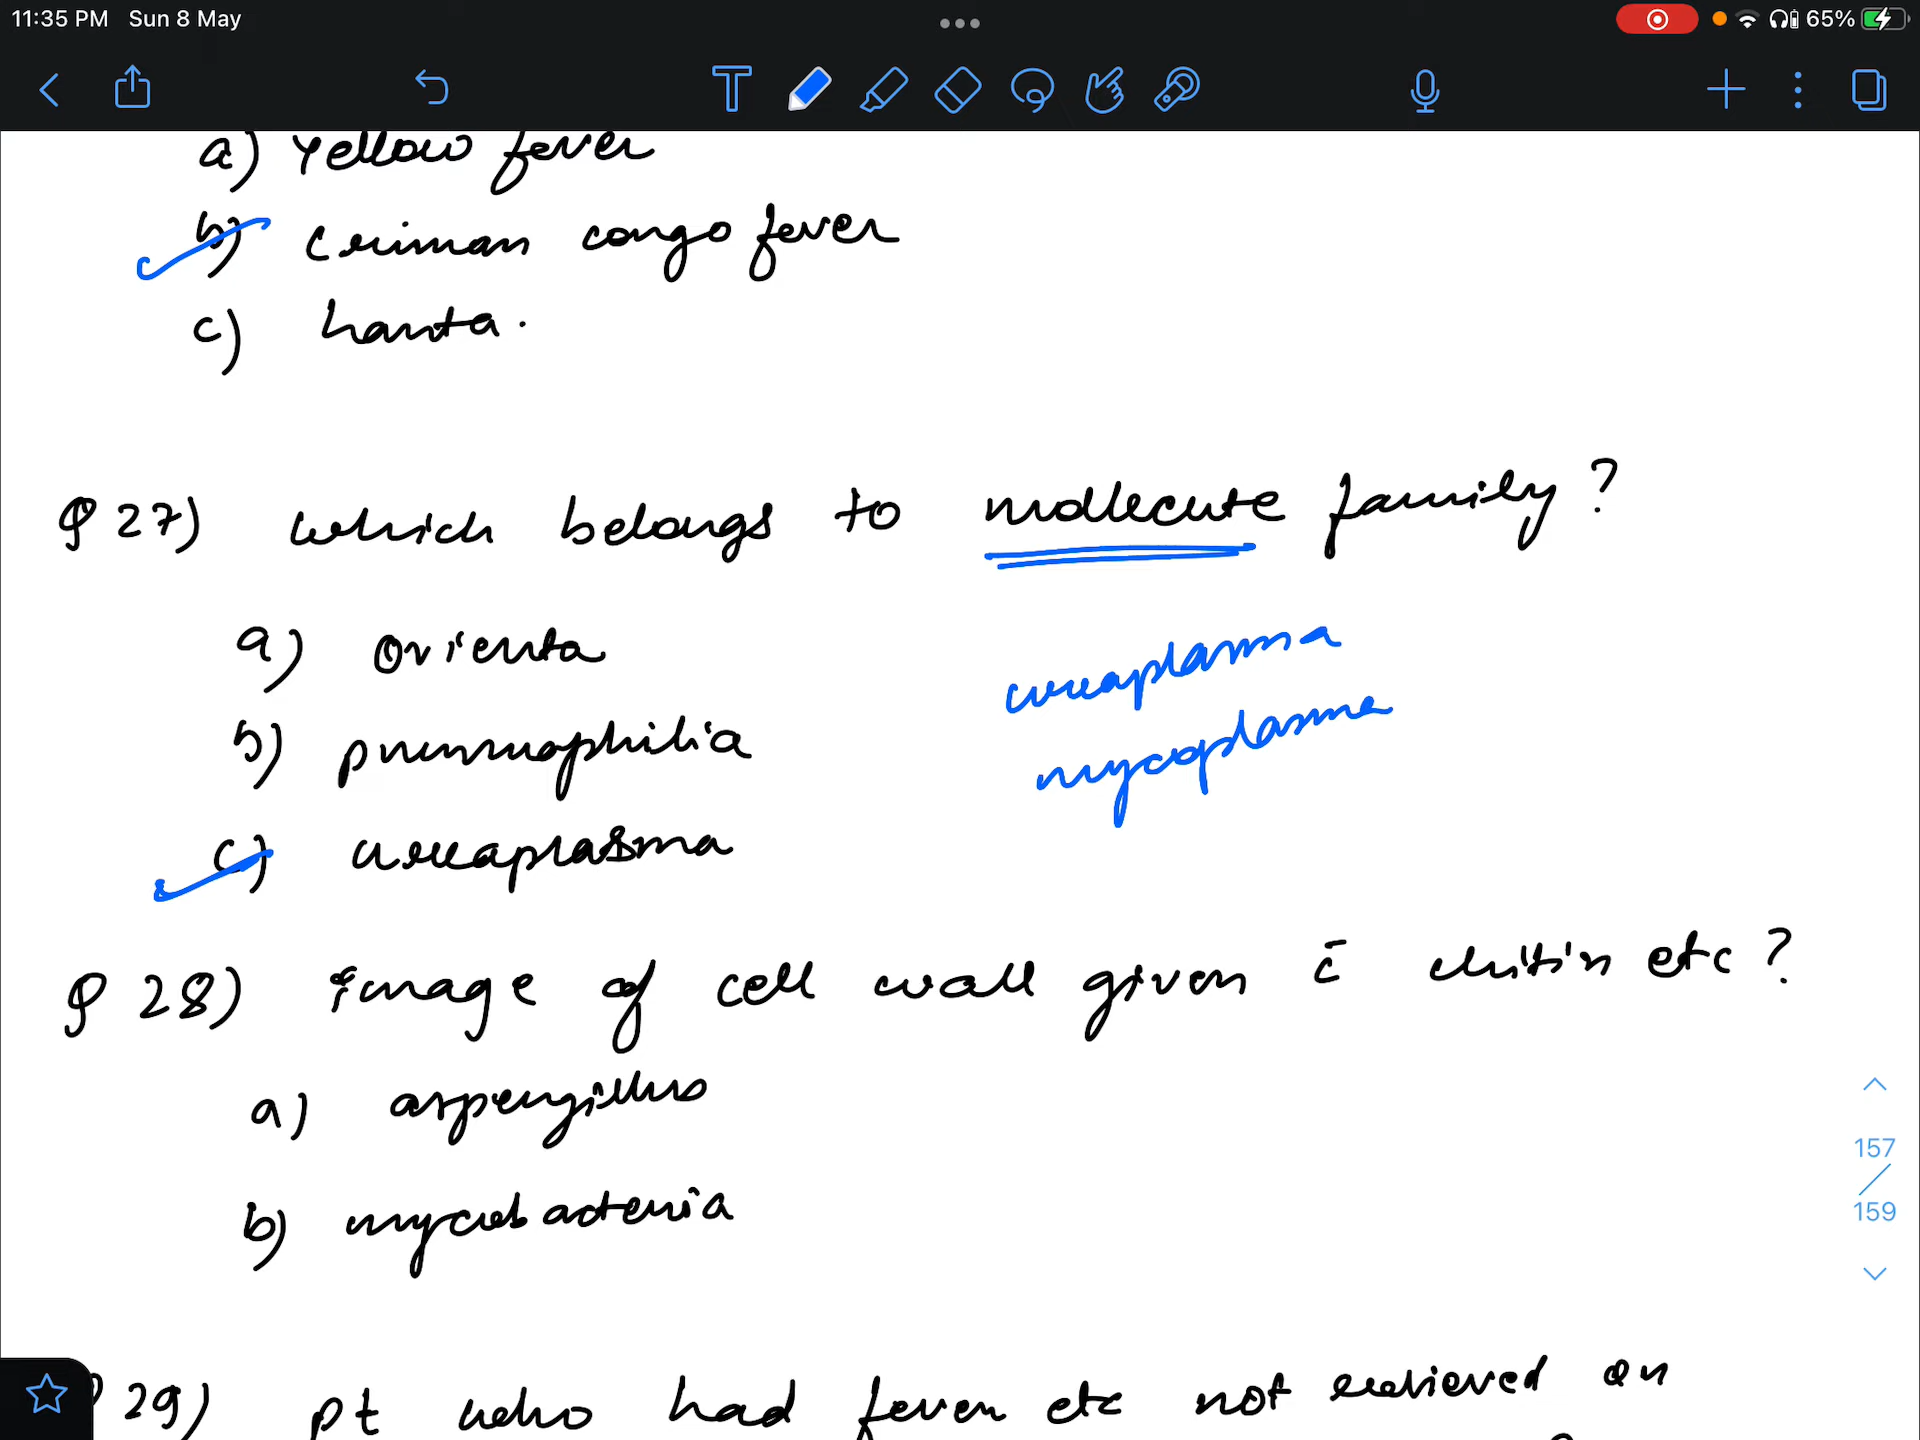 11:35 PM Sun 8 May
65%
a) Yellow fever
b) Criman congo fever
c) hanta.
Q 27) which belongs to mollecute family?
a) Orienta
b) pneumophilia
c) ureaplasma
ureaplasma
mycoplasma
Q 28) Image of cell wall given c̄ chitin etc?
a) aspergillus
b) mycobacteria
157
159
29) pt who had fever etc not relieved on